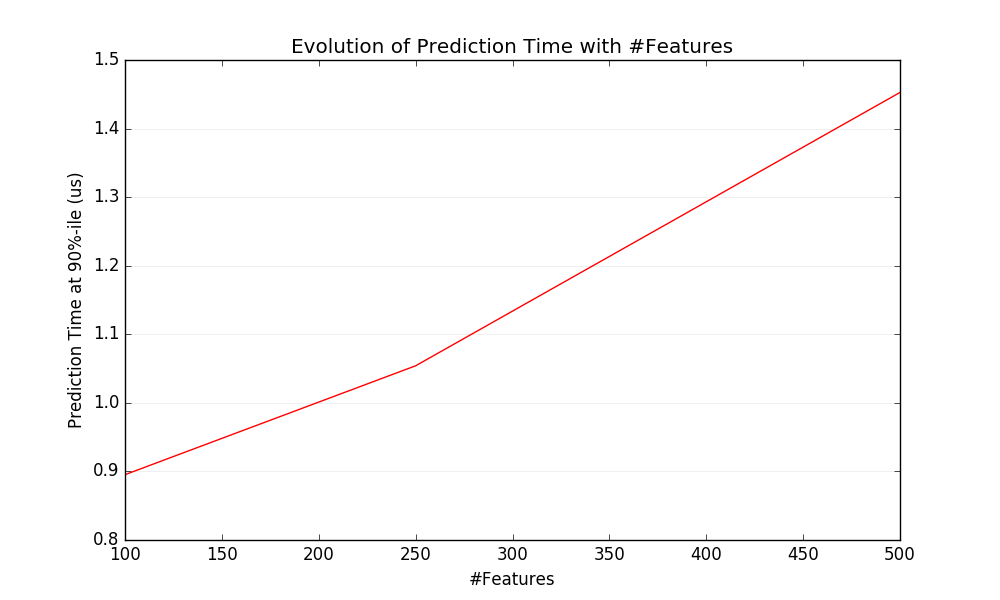 Evolution of Prediction Time with #Features
1.5
1.4
1.3
1.2
1.1
1.0
0.9
0.8
Prediction Time at 90%-ile (us)
100 150 200 250 300 350 400 450 500
#Features